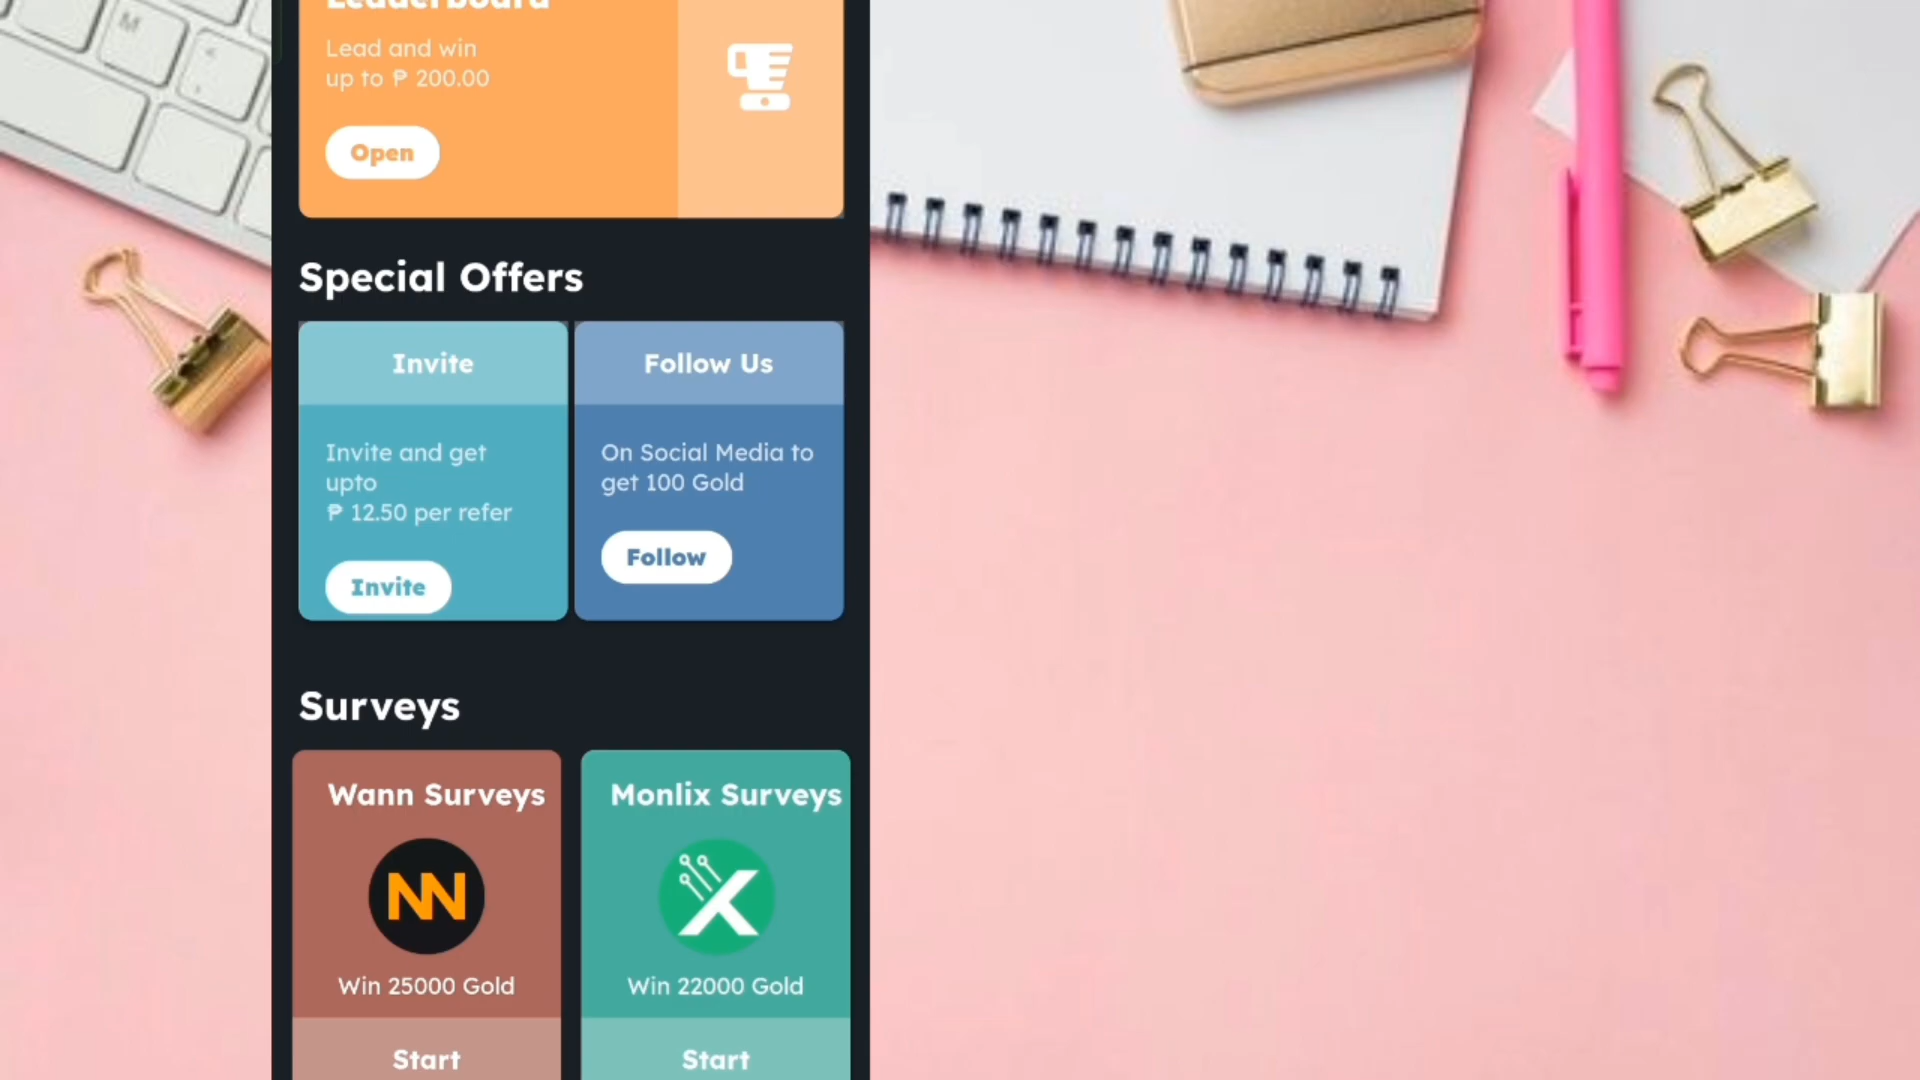 Leaderboard
Lead and win
up to ₱ 200.00
Open
Special Offers
Invite
Invite and get
upto
₱ 12.50 per refer
Invite
Follow Us
On Social Media to
get 100 Gold
Follow
Surveys
Wann Surveys
Win 25000 Gold
Start
Monlix Surveys
Win 22000 Gold
Start